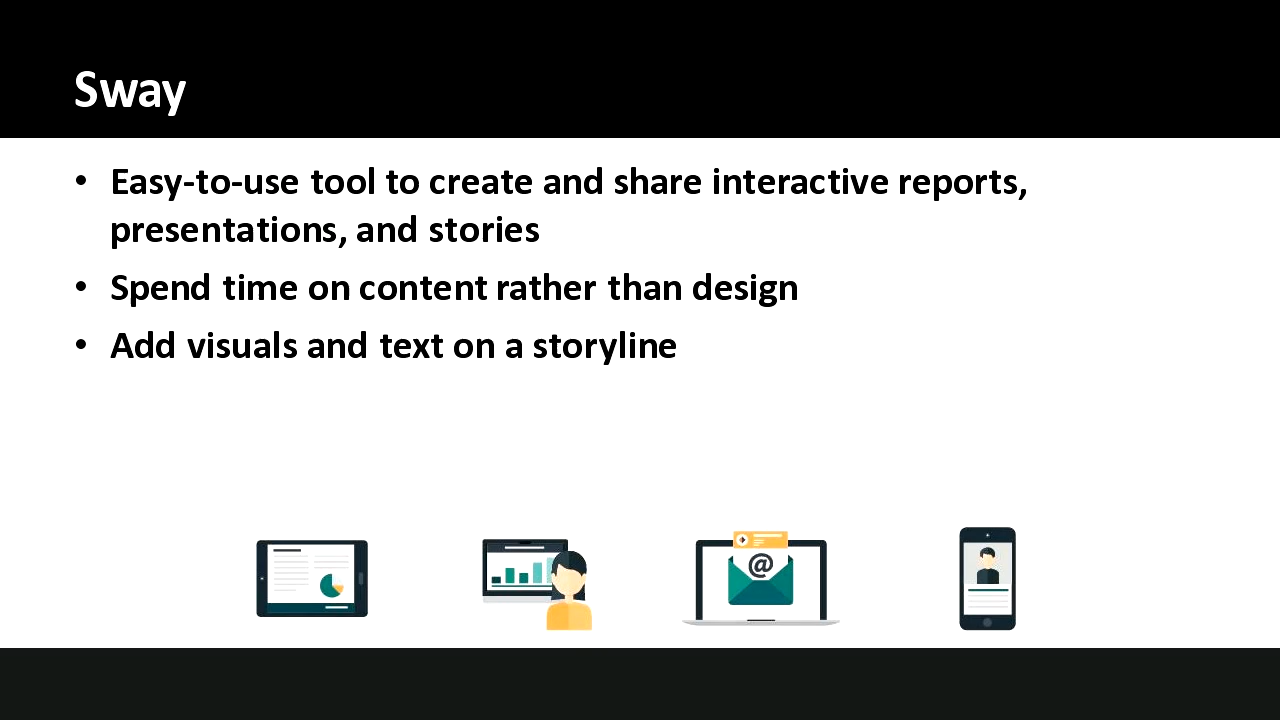 Sway
• Easy-to-use tool to create and share interactive reports,
presentations, and stories
• Spend time on content rather than design
• Add visuals and text on a storyline
@